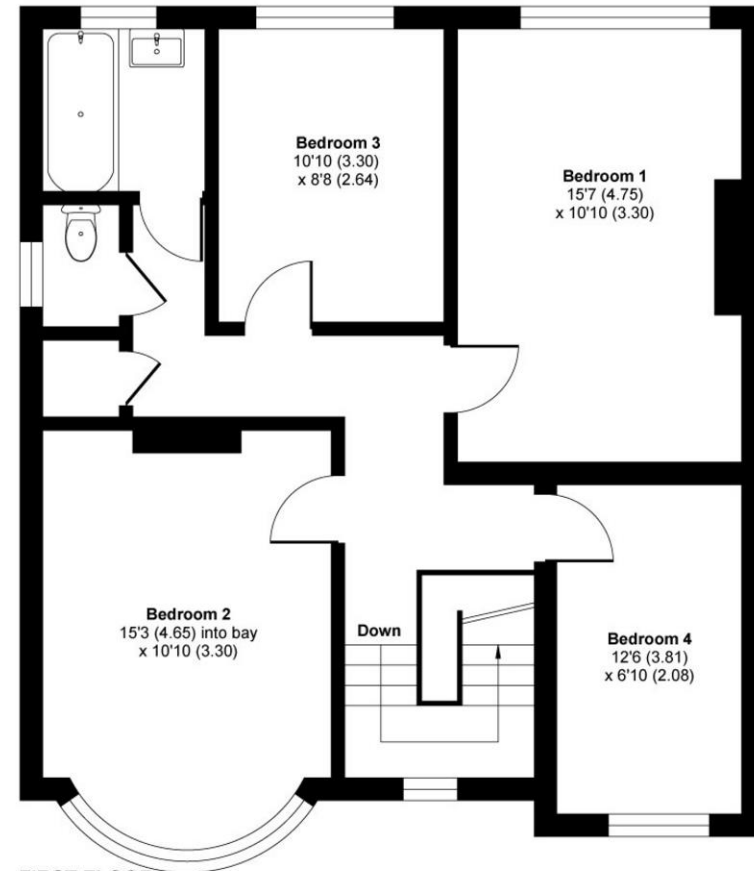 Bedroom 3
10'10 (3.30)
x 8'8 (2.64)
Bedroom 1
15'7 (4.75)
x 10'10 (3.30)
Bedroom 2
15'3 (4.65) into bay
x 10'10 (3.30)
Down
Bedroom 4
12'6 (3.81)
x 6'10 (2.08)